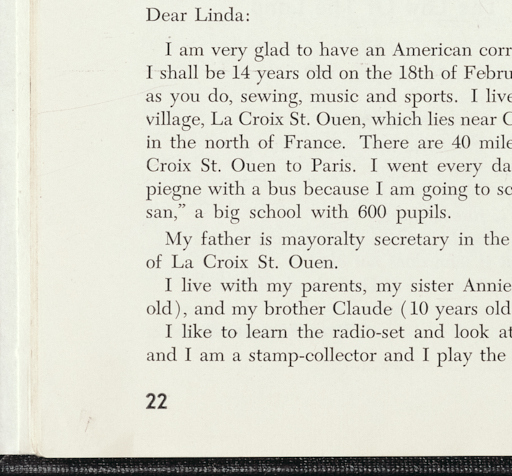 Dear Linda:
I am very glad to have an American corr
I shall be 14 years old on the 18th of Febru
as you do, sewing, music and sports. I live
village, La Croix St. Ouen, which lies near C
in the north of France. There are 40 mile
Croix St. Ouen to Paris. I went every da
piegne with a bus because I am going to sc
san,” a big school with 600 pupils.
My father is mayoralty secretary in the
of La Croix St. Ouen.
I live with my parents, my sister Annie
old), and my brother Claude (10 years old
I like to learn the radio-set and look at
and I am a stamp-collector and I play the
22